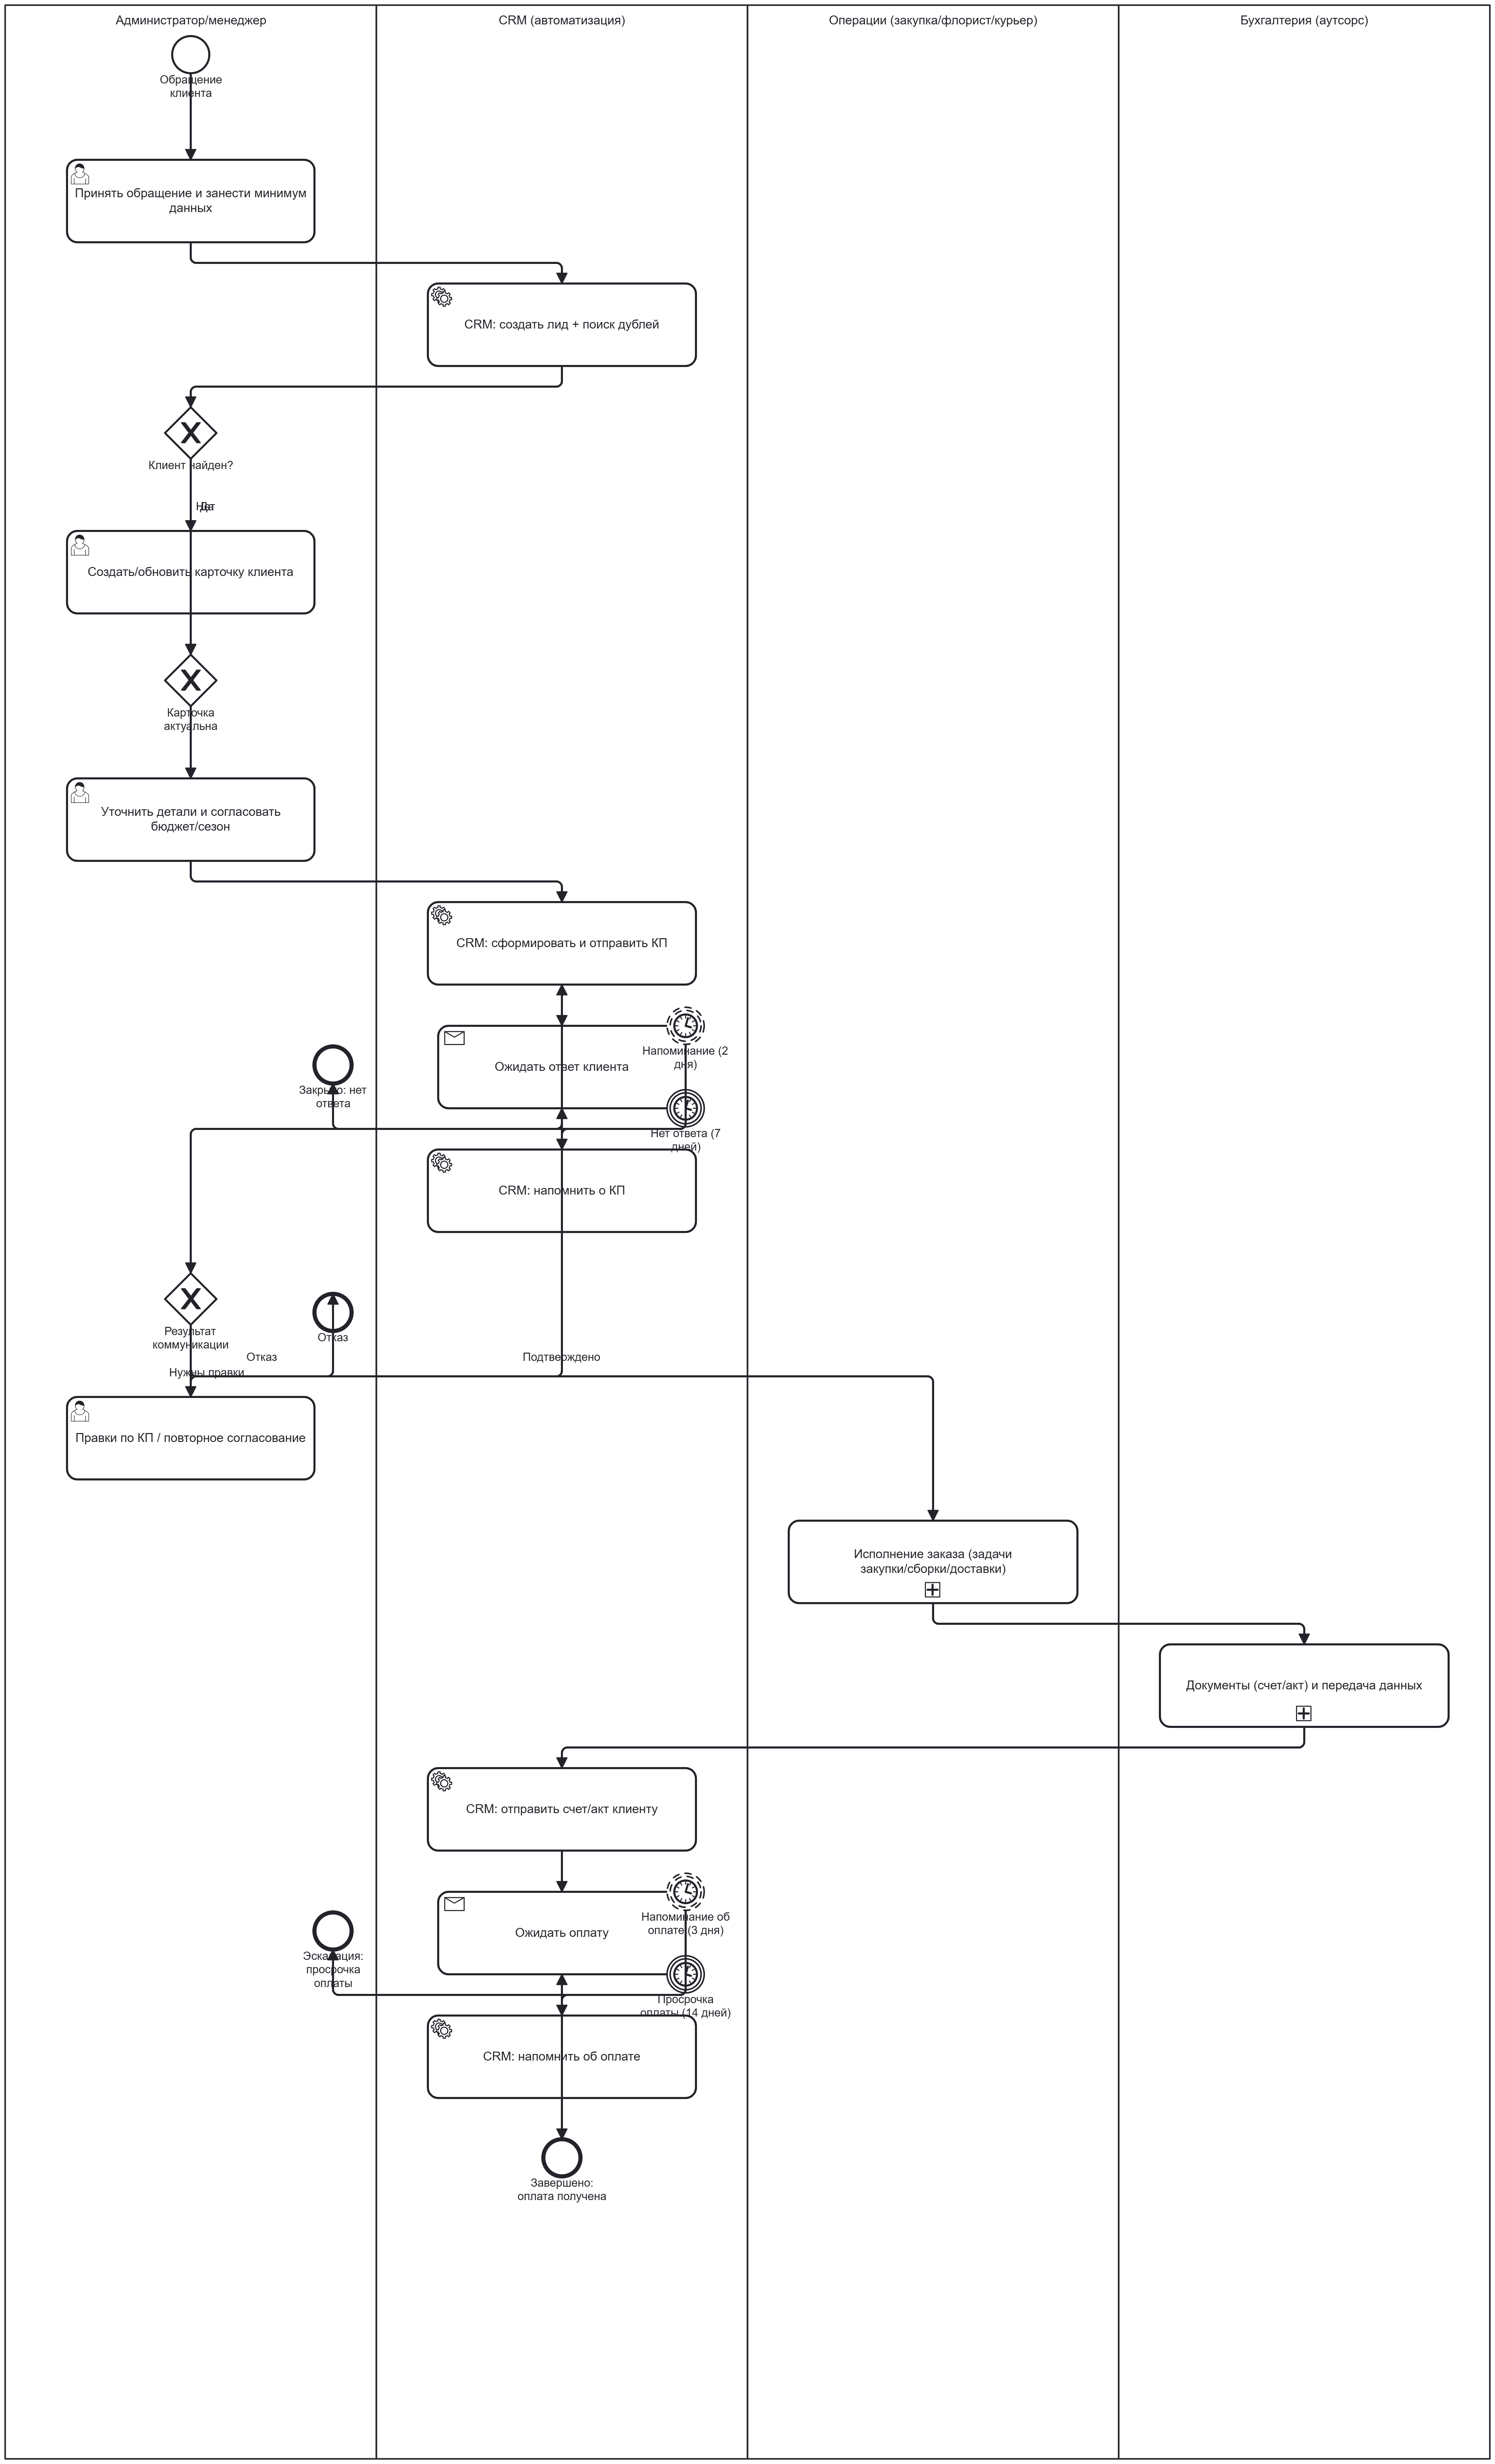 Администратор/менеджер
CRM (автоматизация)
Операции (закупка/флорист/курьер)
Бухгалтерия (аутсорс)
Обращение
клиента
Принять обращение и занести минимум
данных
CRM: создать лид + поиск дублей
Клиент найден?
Нет
Да
Создать/обновить карточку клиента
Карточка
актуальна
Уточнить детали и согласовать
бюджет/сезон
CRM: сформировать и отправить КП
Напоминание (2
дня)
Ожидать ответ клиента
Закрыто: нет
ответа
Нет ответа (7
дней)
CRM: напомнить о КП
Результат
коммуникации
Отказ
Отказ
Подтверждено
Нужны правки
Правки по КП / повторное согласование
Исполнение заказа (задачи
закупки/сборки/доставки)
Документы (счет/акт) и передача данных
CRM: отправить счет/акт клиенту
Напоминание об
оплате (3 дня)
Ожидать оплату
Эскалация:
просрочка
оплаты
Просрочка
оплаты (14 дней)
CRM: напомнить об оплате
Завершено:
оплата получена